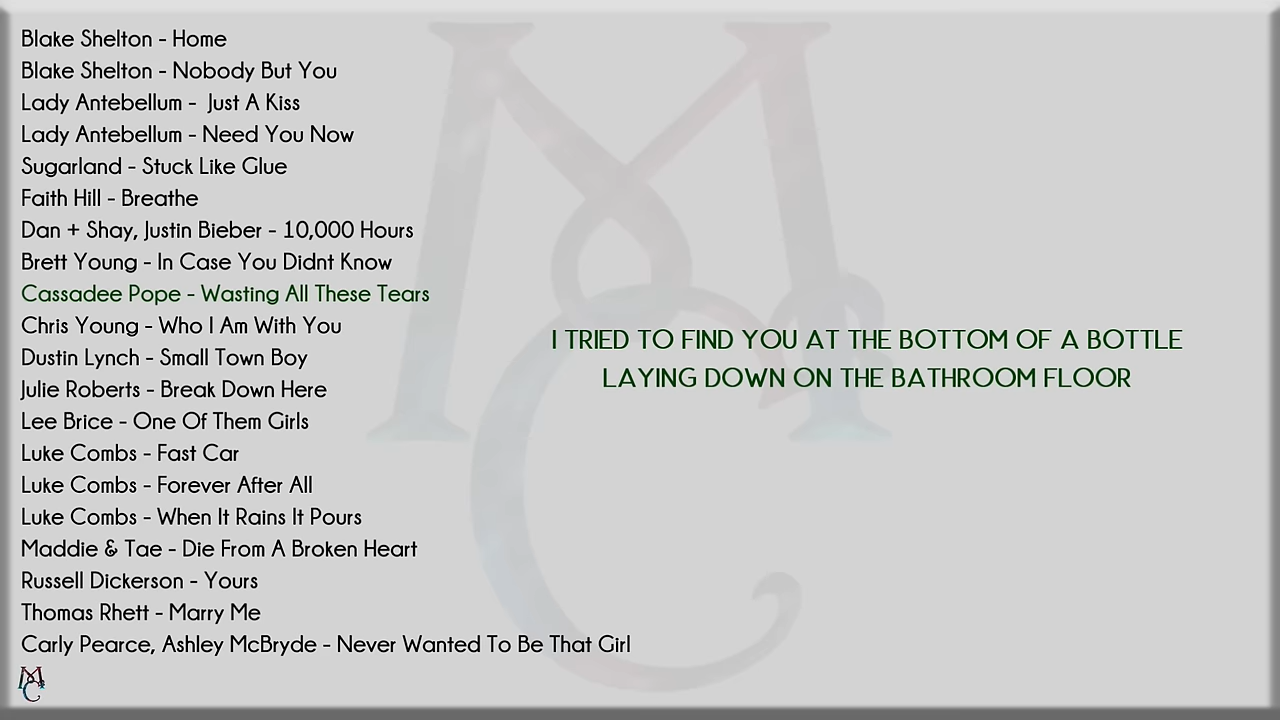 Blake Shelton - Home
Blake Shelton - Nobody But You
Lady Antebellum -  Just A Kiss
Lady Antebellum - Need You Now
Sugarland - Stuck Like Glue
Faith Hill - Breathe
Dan + Shay, Justin Bieber - 10,000 Hours
Brett Young - In Case You Didnt Know
Cassadee Pope - Wasting All These Tears
Chris Young - Who I Am With You
Dustin Lynch - Small Town Boy
Julie Roberts - Break Down Here
Lee Brice - One Of Them Girls
Luke Combs - Fast Car
Luke Combs - Forever After All
Luke Combs - When It Rains It Pours
Maddie & Tae - Die From A Broken Heart
Russell Dickerson - Yours
Thomas Rhett - Marry Me
Carly Pearce, Ashley McBryde - Never Wanted To Be That Girl
I TRIED TO FIND YOU AT THE BOTTOM OF A BOTTLE
LAYING DOWN ON THE BATHROOM FLOOR